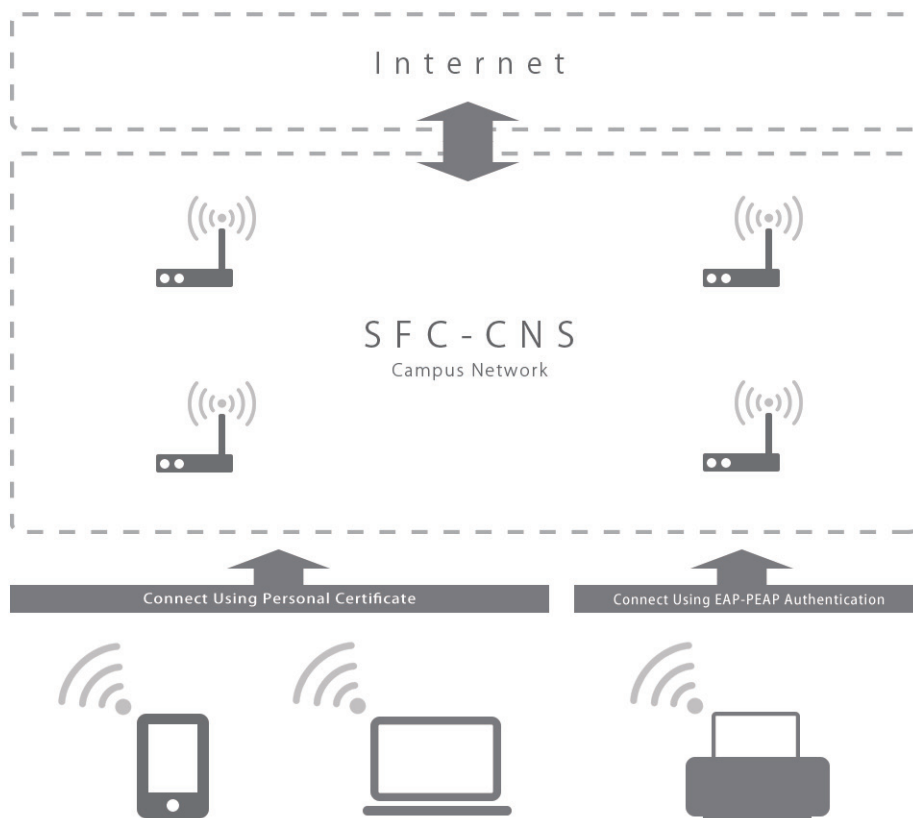 Internet
SFC-CNS
Campus Network
Connect Using Personal Certificate
Connect Using EAP-PEAP Authentication